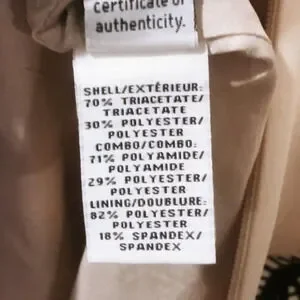 certificate of
authenticity.
SHELL/EXTÉRIEUR:
70% TRIACETATE/
TRIACETATE
30% POLYESTER/
POLYESTER
COMBO/COMBO:
71% POLYAMIDE/
POLYAMIDE
29% POLYESTER/
POLYESTER
LINING/DOUBLURE:
82% POLYESTER/
POLYESTER
18% SPANDEX/
SPANDEX